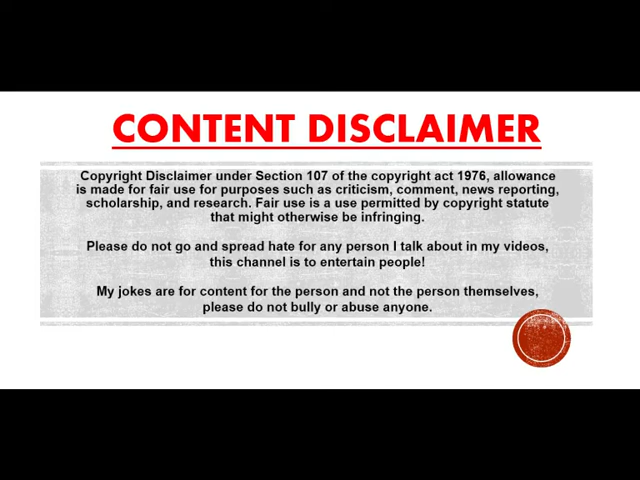 CONTENT DISCLAIMER
Copyright Disclaimer under Section 107 of the copyright act 1976, allowance
is made for fair use for purposes such as criticism, comment, news reporting,
scholarship, and research. Fair use is a use permitted by copyright statute
that might otherwise be infringing.
Please do not go and spread hate for any person I talk about in my videos,
this channel is to entertain people!
My jokes are for content for the person and not the person themselves,
please do not bully or abuse anyone.